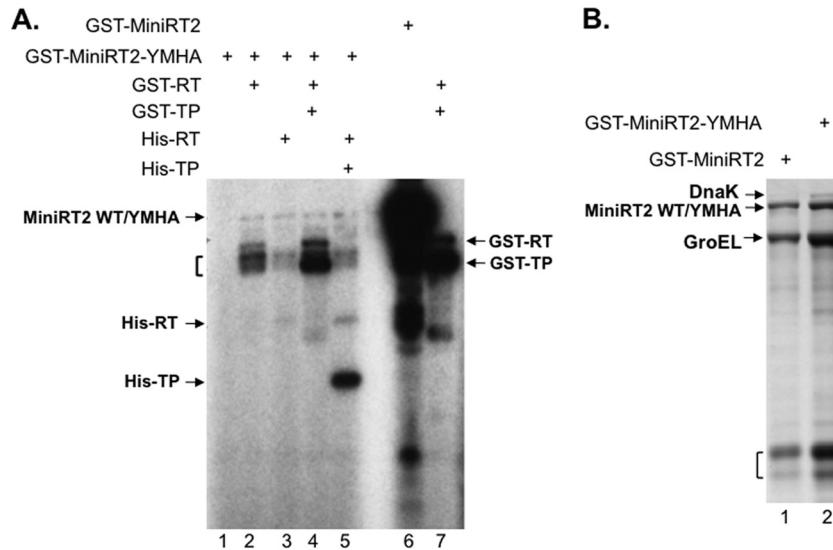 A.
GST-MiniRT2 +
GST-MiniRT2-YMHA + + + + +
GST-RT + + +
GST-TP + +
His-RT + +
His-TP +
MiniRT2 WT/YMHA
GST-RT
GST-TP
His-RT
His-TP
1 2 3 4 5 6 7
B.
GST-MiniRT2-YMHA +
GST-MiniRT2 +
DnaK
MiniRT2 WT/YMHA
GroEL
1 2